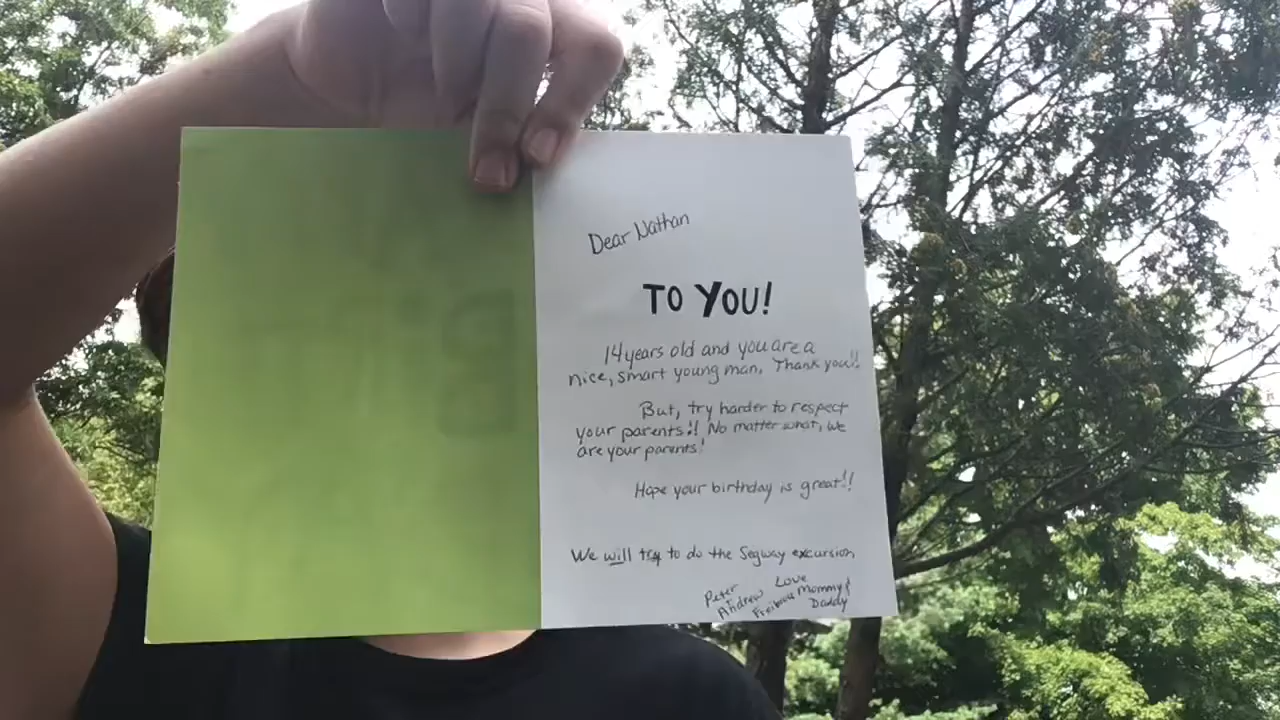 Dear Nathan
TO YOU!
14 years old and you are a
nice, smart young man. Thank you!!
But, try harder to respect
your parents!! No matter what, we
are your parents!
Hope your birthday is great!!
We will try to do the Segway excursion
Love
Peter Mommy &
Andrew Daddy